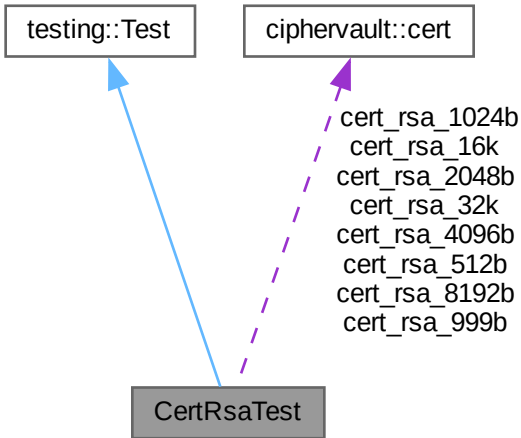 testing::Test
ciphervault::cert
cert_rsa_1024b
cert_rsa_16k
cert_rsa_2048b
cert_rsa_32k
cert_rsa_4096b
cert_rsa_512b
cert_rsa_8192b
cert_rsa_999b
CertRsaTest